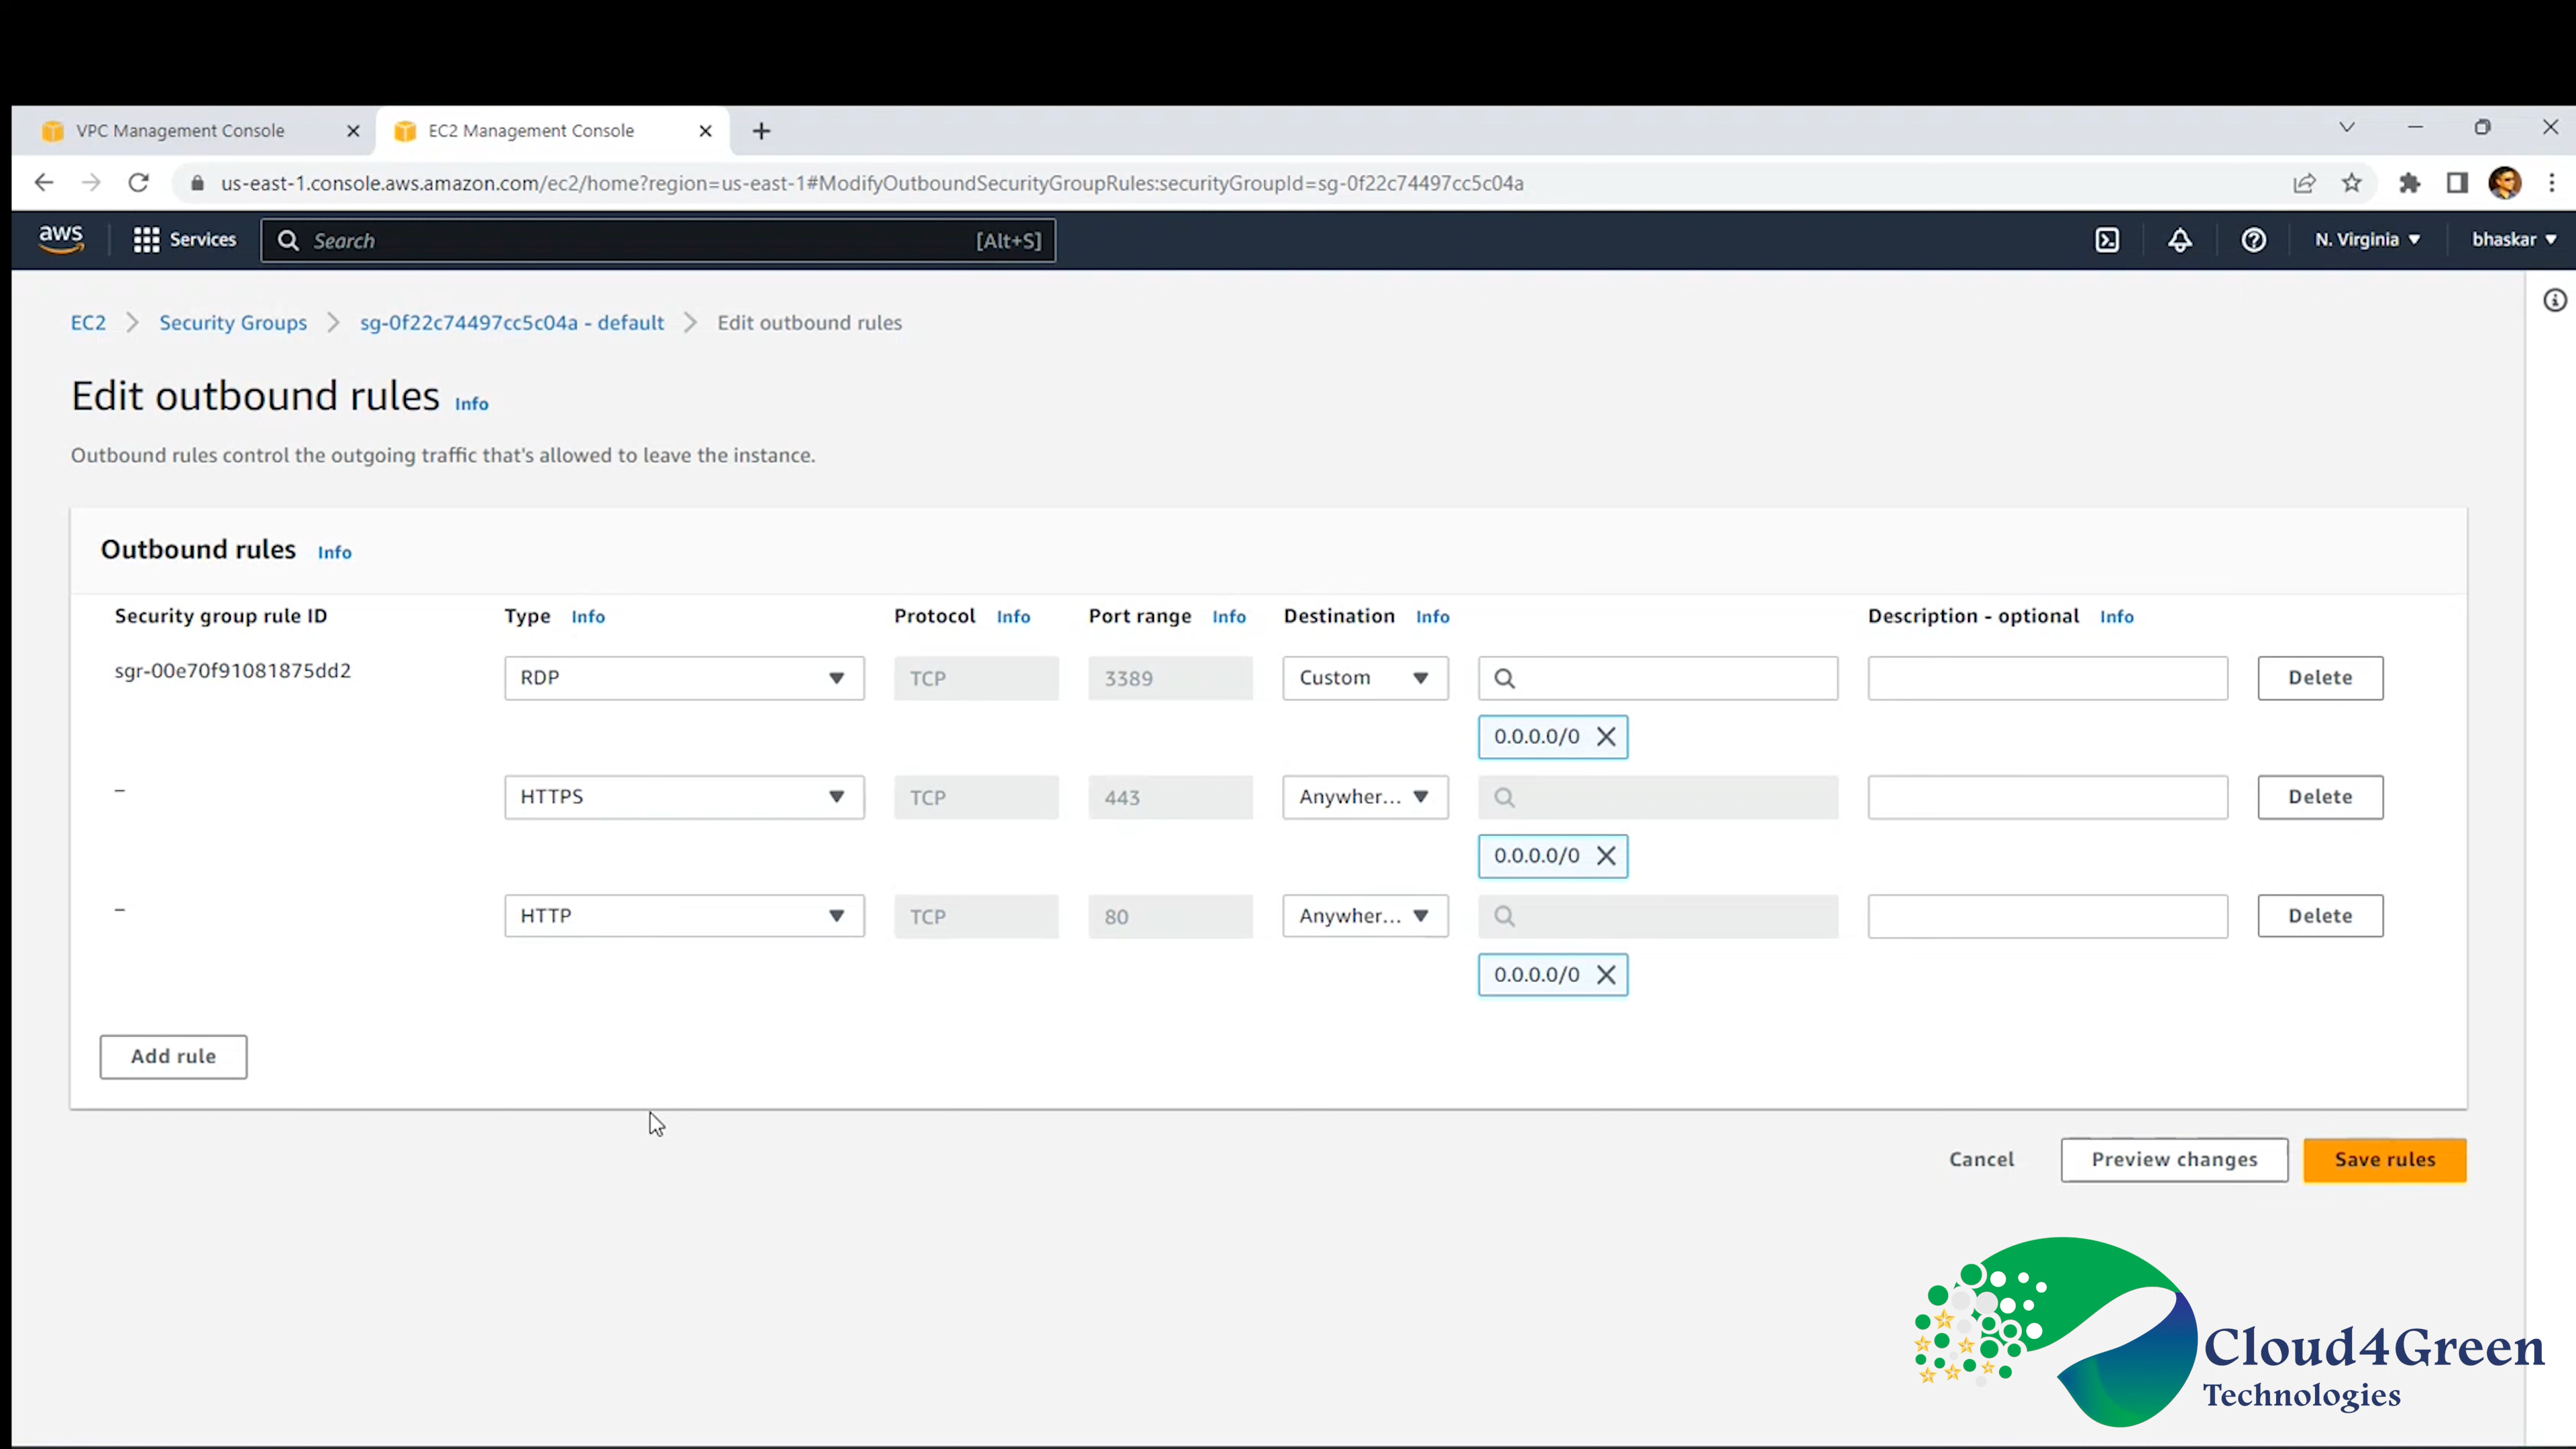 VPC Management Console
EC2 Management Console
us-east-1.console.aws.amazon.com/ec2/home?region=us-east-1#ModifyOutboundSecurityGroupRules:securityGroupId=sg-0f22c74497cc5c04a
aws Services Search [Alt+S] N. Virginia bhaskar
EC2 Security Groups sg-0f22c74497cc5c04a - default Edit outbound rules
Edit outbound rules Info
Outbound rules control the outgoing traffic that's allowed to leave the instance.
Outbound rules Info
Security group rule ID Type Info Protocol Info Port range Info Destination Info Description - optional Info
sgr-00e70f91081875dd2 RDP TCP 3389 Custom Delete
0.0.0.0/0
– HTTPS TCP 443 Anywher... Delete
0.0.0.0/0
– HTTP TCP 80 Anywher... Delete
0.0.0.0/0
Add rule
Cancel Preview changes Save rules
Cloud4Green
Technologies